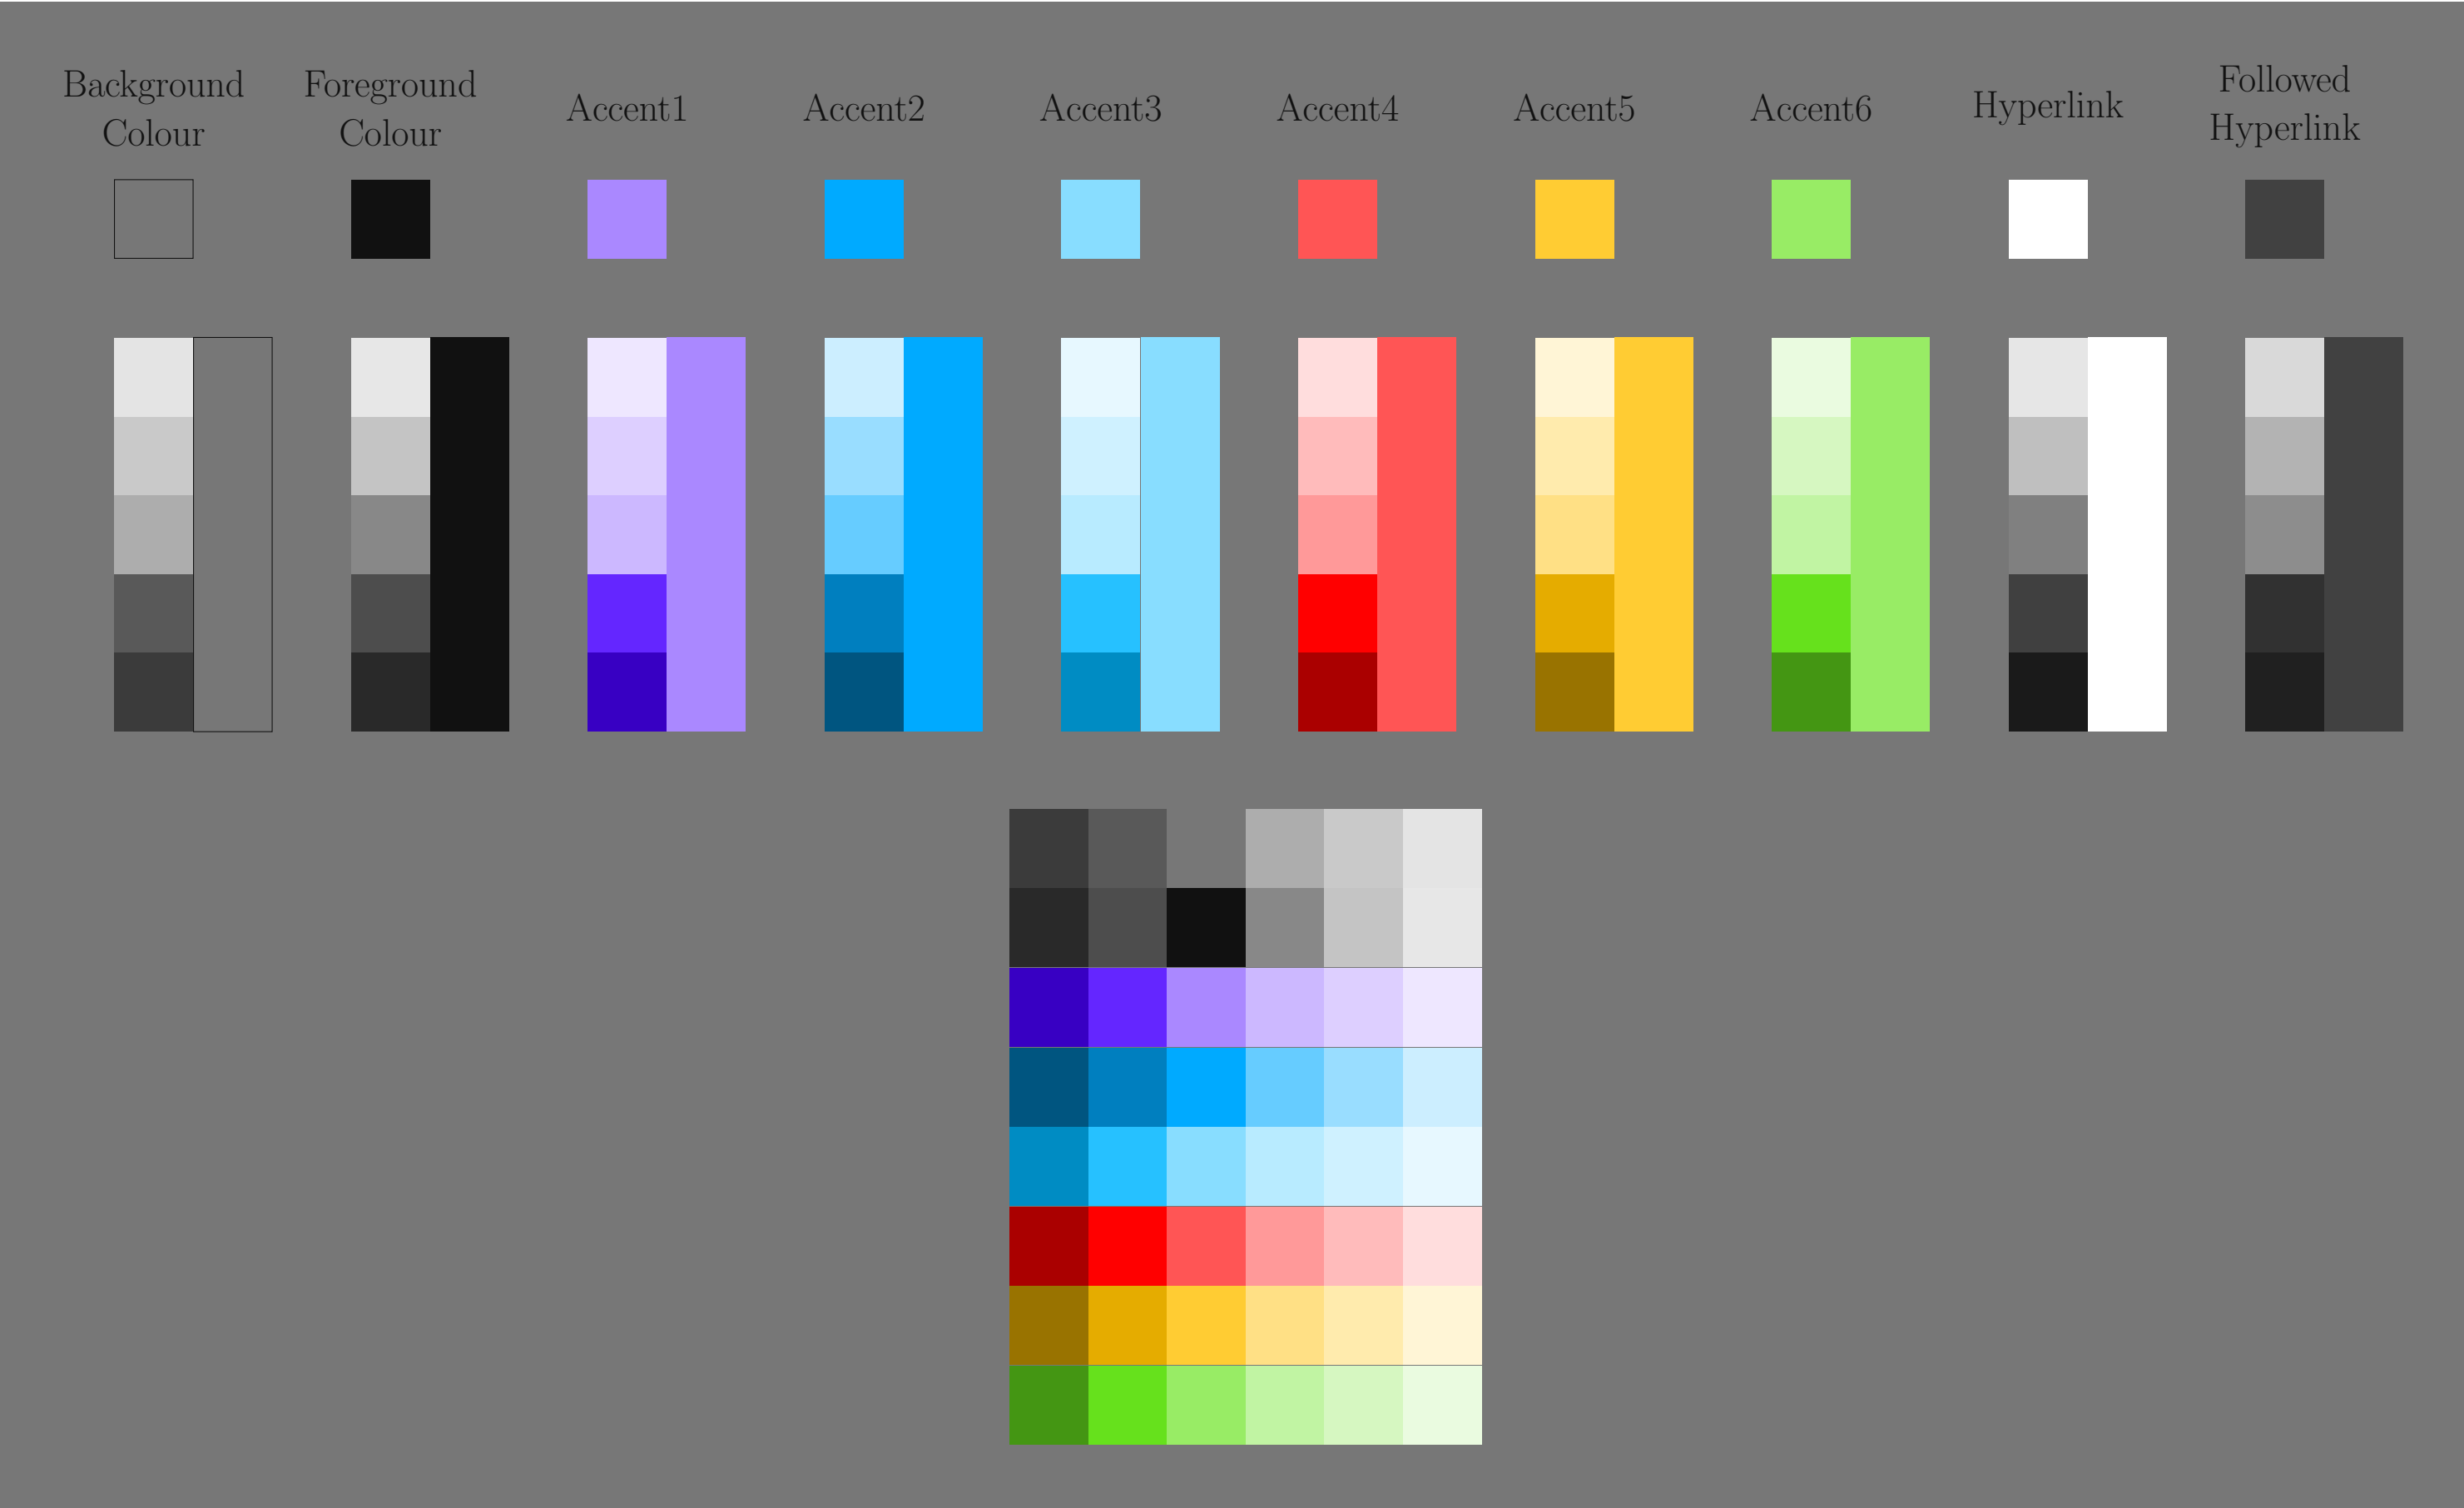 Background
Colour
Foreground
Colour
Accent1
Accent2
Accent3
Accent4
Accent5
Accent6
Hyperlink
Followed
Hyperlink